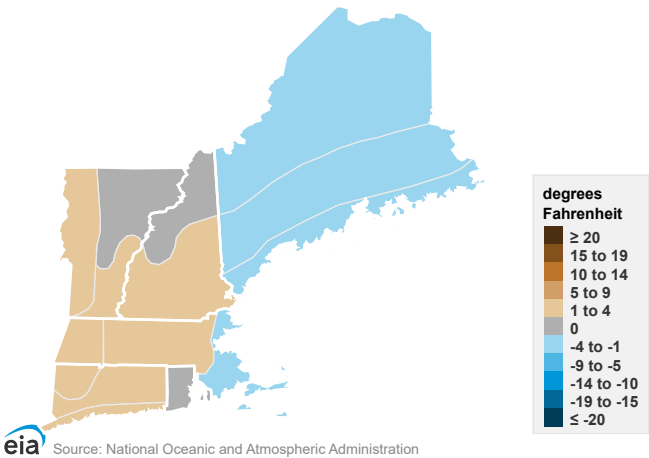 degrees
Fahrenheit
≥ 20
15 to 19
10 to 14
5 to 9
1 to 4
0
-4 to -1
-9 to -5
-14 to -10
-19 to -15
≤ -20
eia
Source: National Oceanic and Atmospheric Administration